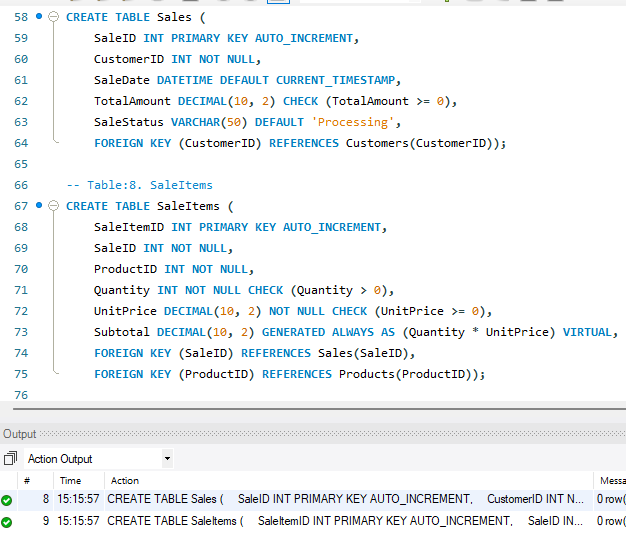 58 CREATE TABLE Sales (
59 SaleID INT PRIMARY KEY AUTO_INCREMENT,
60 CustomerID INT NOT NULL,
61 SaleDate DATETIME DEFAULT CURRENT_TIMESTAMP,
62 TotalAmount DECIMAL(10, 2) CHECK (TotalAmount >= 0),
63 SaleStatus VARCHAR(50) DEFAULT 'Processing',
64 FOREIGN KEY (CustomerID) REFERENCES Customers(CustomerID));
65
66 -- Table:8. SaleItems
67 CREATE TABLE SaleItems (
68 SaleItemID INT PRIMARY KEY AUTO_INCREMENT,
69 SaleID INT NOT NULL,
70 ProductID INT NOT NULL,
71 Quantity INT NOT NULL CHECK (Quantity > 0),
72 UnitPrice DECIMAL(10, 2) NOT NULL CHECK (UnitPrice >= 0),
73 Subtotal DECIMAL(10, 2) GENERATED ALWAYS AS (Quantity * UnitPrice) VIRTUAL,
74 FOREIGN KEY (SaleID) REFERENCES Sales(SaleID),
75 FOREIGN KEY (ProductID) REFERENCES Products(ProductID));
76
Output
Action Output
# Time Action Messa
8 15:15:57 CREATE TABLE Sales ( SaleID INT PRIMARY KEY AUTO_INCREMENT, CustomerID INT N... 0 row(
9 15:15:57 CREATE TABLE SaleItems ( SaleItemID INT PRIMARY KEY AUTO_INCREMENT, SaleID IN... 0 row(